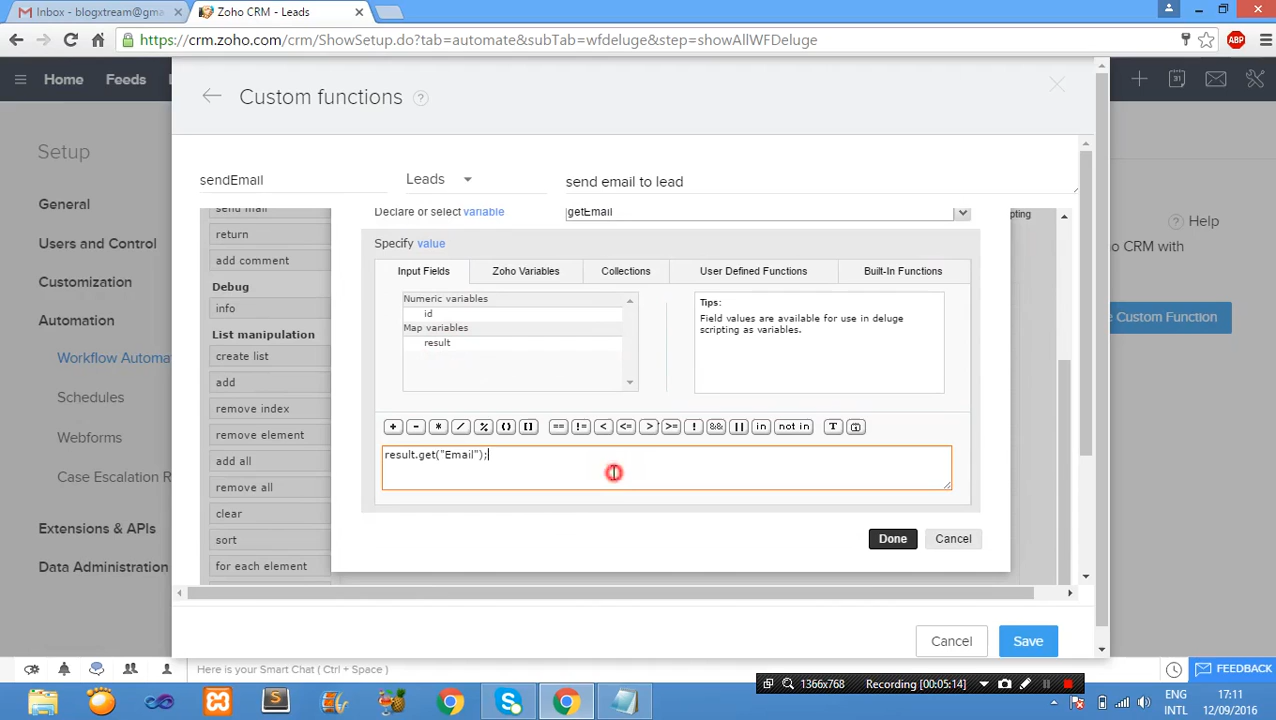 Inbox - blogxtream@gma
Zoho CRM - Leads
https://crm.zoho.com/crm/ShowSetup.do?tab=automate&subTab=wfdeluge&step=showAllWFDeluge
Home
Feeds
Custom functions
Setup
sendEmail
Leads
send email to lead
General
Users and Control
Customization
Automation
Workflow Automa
Schedules
Webforms
Case Escalation R
Extensions & APIs
Data Administration
send mail
return
add comment
Debug
info
List manipulation
create list
add
remove index
remove element
add all
remove all
clear
sort
for each element
Declare or select variable
getEmail
pting
Specify value
Input Fields
Zoho Variables
Collections
User Defined Functions
Built-In Functions
Numeric variables
id
Map variables
result
Tips:
Field values are available for use in deluge
scripting as variables.
+ - * / % () [] == != < <= > >= ! && || in not in T
result.get("Email");
Done
Cancel
Help
o CRM with
e Custom Function
Cancel
Save
Here is your Smart Chat ( Ctrl + Space )
FEEDBACK
1366x768
Recording [00:05:14]
ENG
INTL
17:11
12/09/2016